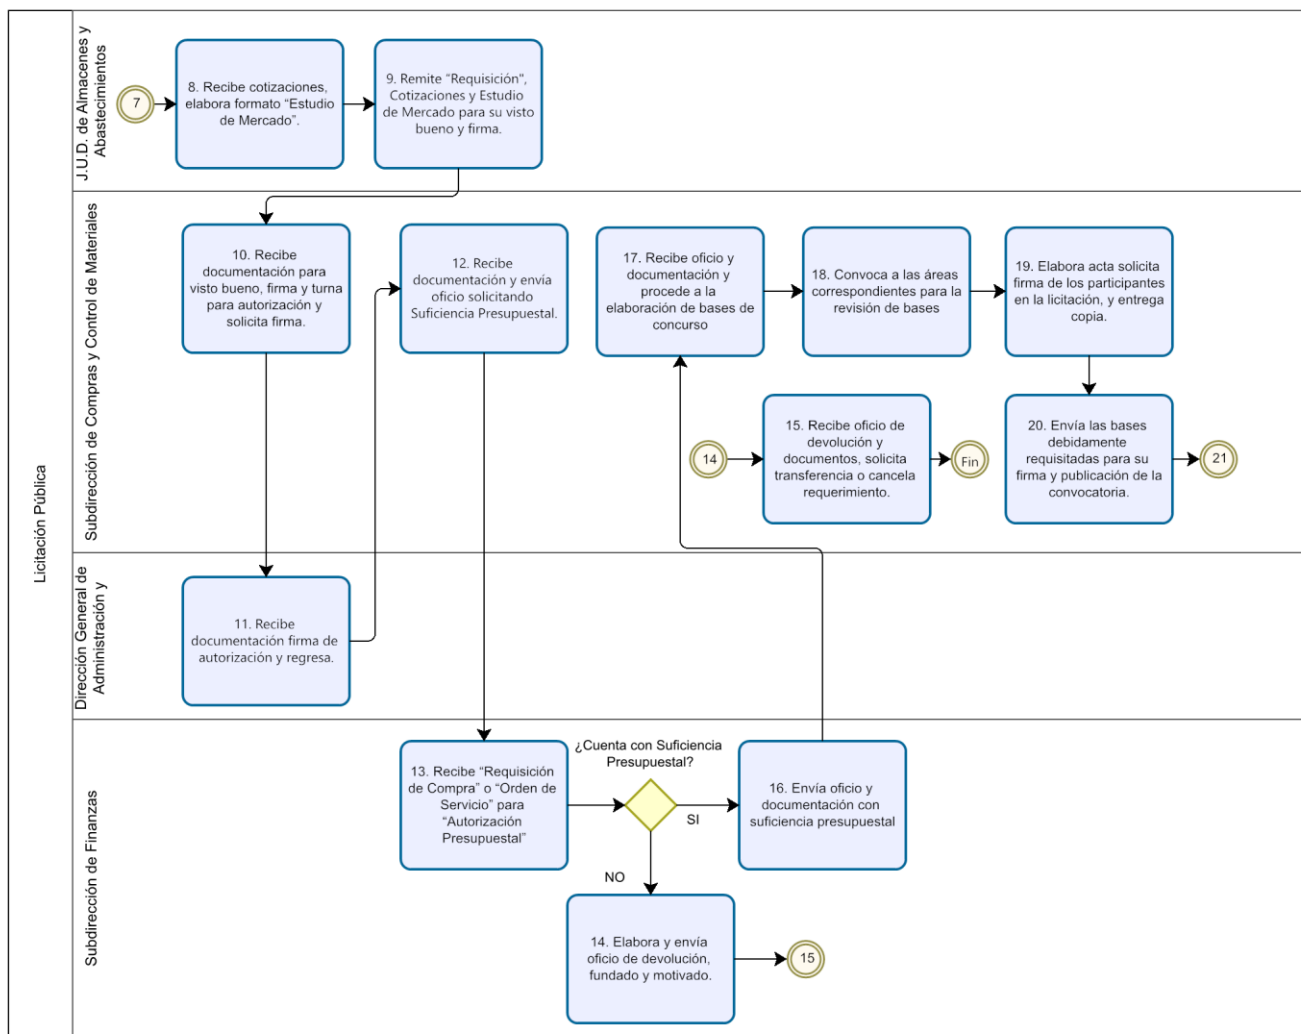 Licitación Pública
J.U.D. de Almacenes y
Abastecimientos
7
8. Recibe cotizaciones,
elabora formato “Estudio
de Mercado”.
9. Remite “Requisición”,
Cotizaciones y Estudio
de Mercado para su visto
bueno y firma.
Subdirección de Compras y Control de Materiales
10. Recibe
documentación para
visto bueno, firma y turna
para autorización y
solicita firma.
12. Recibe
documentación y envía
oficio solicitando
Suficiencia Presupuestal.
17. Recibe oficio y
documentación y
procede a la
elaboración de bases de
concurso
18. Convoca a las áreas
correspondientes para la
revisión de bases
19. Elabora acta solicita
firma de los participantes
en la licitación, y entrega
copia.
14
15. Recibe oficio de
devolución y
documentos, solicita
transferencia o cancela
requerimiento.
Fin
20. Envía las bases
debidamente
requisitadas para su
firma y publicación de la
convocatoria.
21
Dirección General de
Administración y
11. Recibe
documentación firma de
autorización y regresa.
Subdirección de Finanzas
13. Recibe “Requisición
de Compra” o “Orden de
Servicio” para
“Autorización
Presupuestal”
¿Cuenta con Suficiencia
Presupuestal?
SI
NO
16. Envía oficio y
documentación con
suficiencia presupuestal
14. Elabora y envía
oficio de devolución,
fundado y motivado.
15